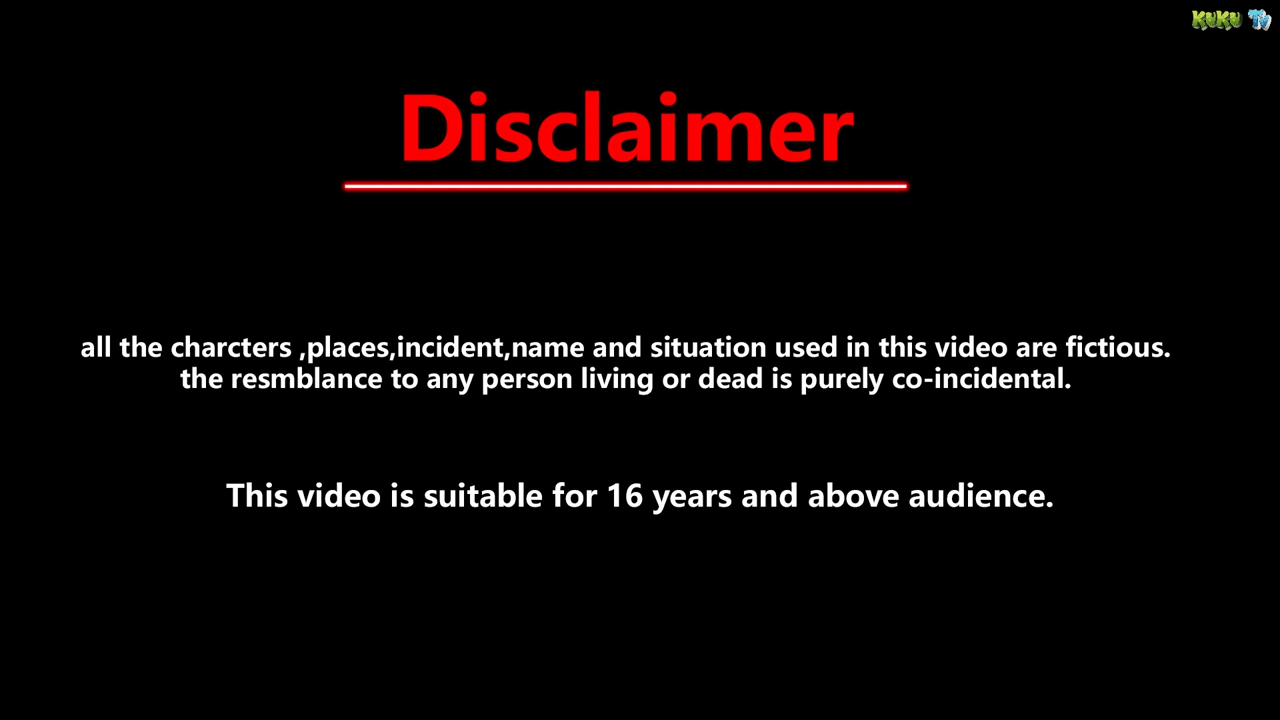 KUKU TV
Disclaimer
all the charcters ,places,incident,name and situation used in this video are fictious.
the resmblance to any person living or dead is purely co-incidental.
This video is suitable for 16 years and above audience.